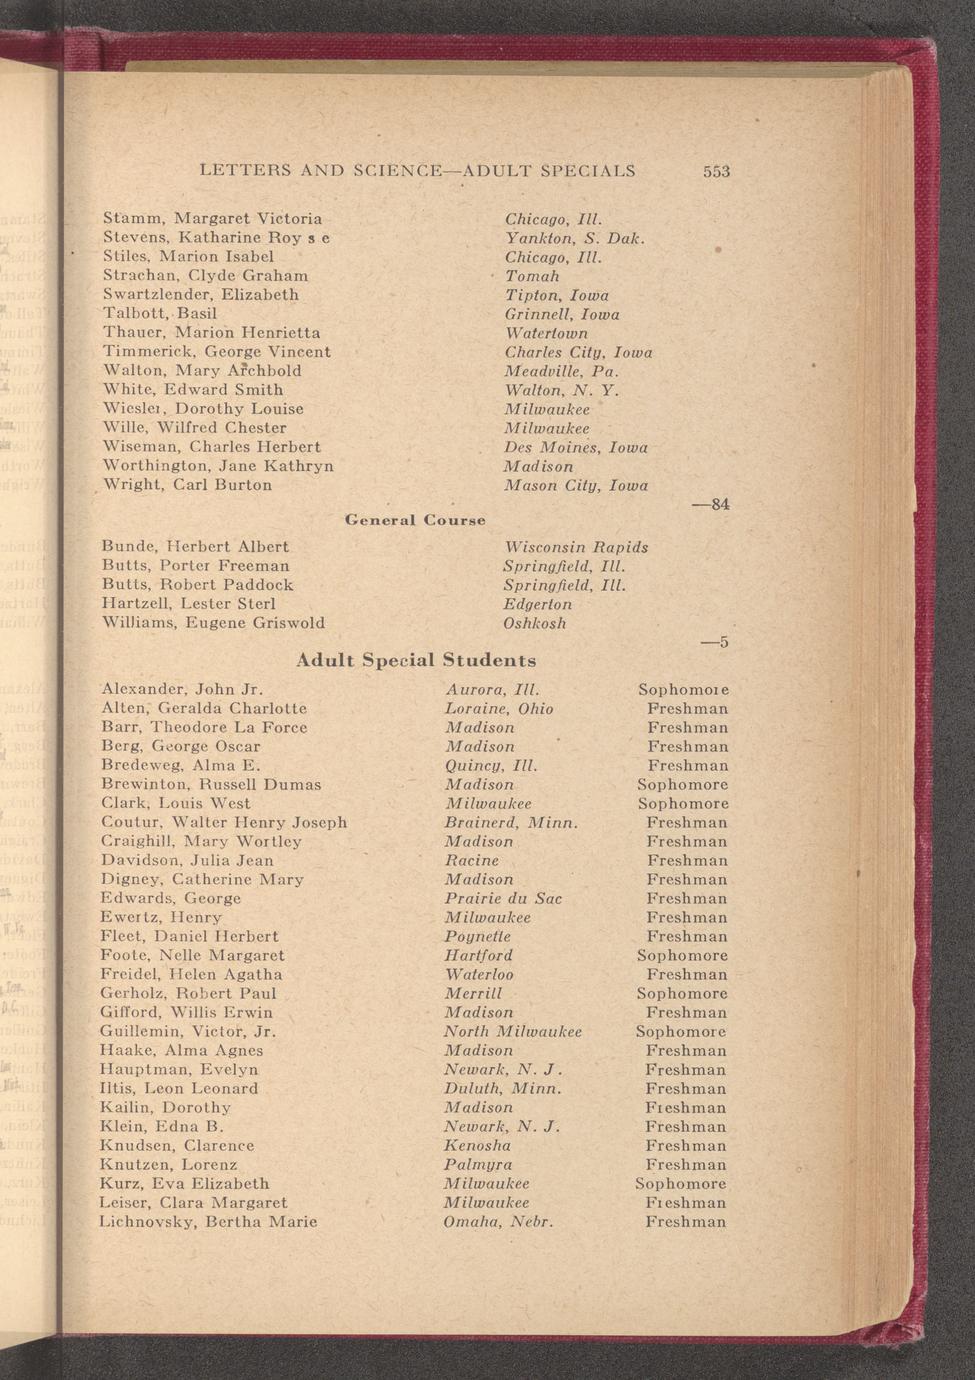 LETTERS AND SCIENCE—ADULT SPECIALS 553
Stamm, Margaret Victoria Chicago, Ill.
Stevens, Katharine Roy s e Yankton, S. Dak.
Stiles, Marion Isabel Chicago, Ill.
Strachan, Clyde Graham Tomah
Swartzlender, Elizabeth Tipton, Iowa
Talbott, Basil Grinnell, Iowa
Thauer, Marion Henrietta Watertown
Timmerick, George Vincent Charles City, Iowa
Walton, Mary Archbold Meadville, Pa.
White, Edward Smith Walton, N. Y.
Wiesler, Dorothy Louise Milwaukee
Wille, Wilfred Chester Milwaukee
Wiseman, Charles Herbert Des Moines, Iowa
Worthington, Jane Kathryn Madison
Wright, Carl Burton Mason City, Iowa
—84
General Course
Bunde, Herbert Albert Wisconsin Rapids
Butts, Porter Freeman Springfield, Ill.
Butts, Robert Paddock Springfield, Ill.
Hartzell, Lester Sterl Edgerton
Williams, Eugene Griswold Oshkosh
—5
Adult Special Students
Alexander, John Jr. Aurora, Ill. Sophomore
Alten, Geralda Charlotte Loraine, Ohio Freshman
Barr, Theodore La Force Madison Freshman
Berg, George Oscar Madison Freshman
Bredeweg, Alma E. Quincy, Ill. Freshman
Brewinton, Russell Dumas Madison Sophomore
Clark, Louis West Milwaukee Sophomore
Coutur, Walter Henry Joseph Brainerd, Minn. Freshman
Craighill, Mary Wortley Madison Freshman
Davidson, Julia Jean Racine Freshman
Digney, Catherine Mary Madison Freshman
Edwards, George Prairie du Sac Freshman
Ewertz, Henry Milwaukee Freshman
Fleet, Daniel Herbert Poynette Freshman
Foote, Nelle Margaret Hartford Sophomore
Freidel, Helen Agatha Waterloo Freshman
Gerholz, Robert Paul Merrill Sophomore
Gifford, Willis Erwin Madison Freshman
Guillemin, Victor, Jr. North Milwaukee Sophomore
Haake, Alma Agnes Madison Freshman
Hauptman, Evelyn Newark, N. J. Freshman
Iltis, Leon Leonard Duluth, Minn. Freshman
Kailin, Dorothy Madison Freshman
Klein, Edna B. Newark, N. J. Freshman
Knudsen, Clarence Kenosha Freshman
Knutzen, Lorenz Palmyra Freshman
Kurz, Eva Elizabeth Milwaukee Sophomore
Leiser, Clara Margaret Milwaukee Freshman
Lichnovsky, Bertha Marie Omaha, Nebr. Freshman